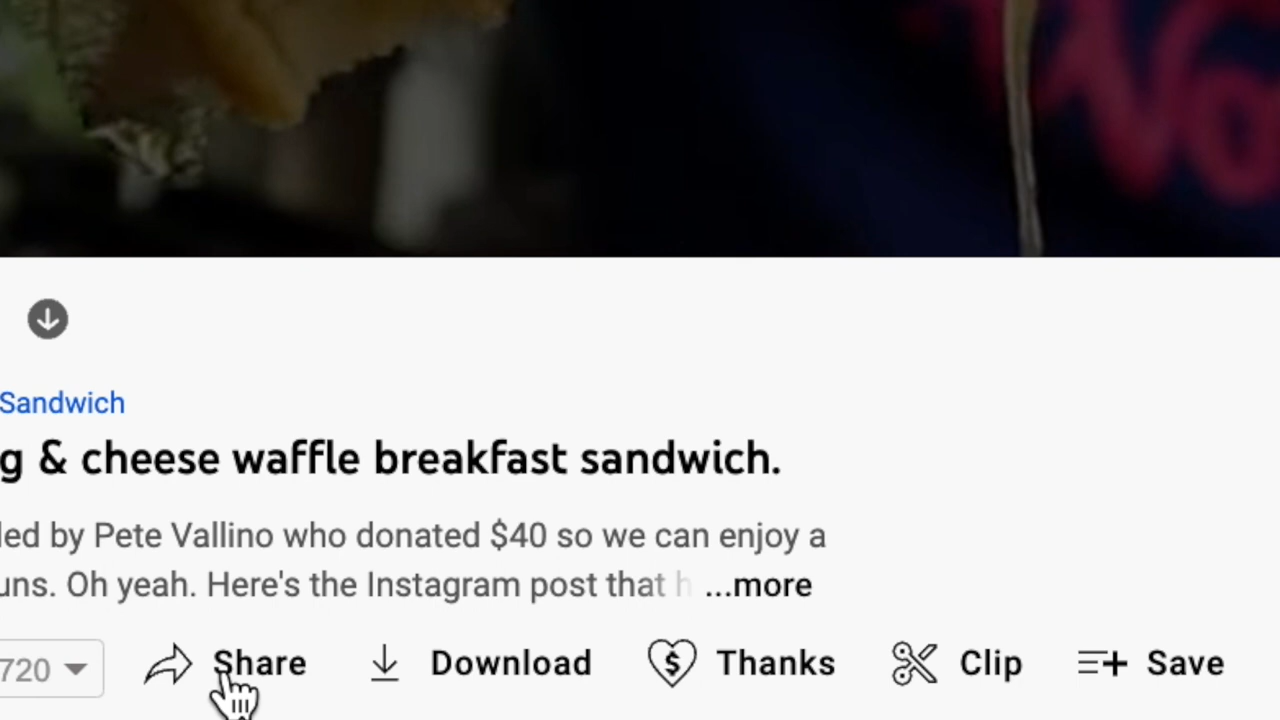 Sandwich
g & cheese waffle breakfast sandwich.
led by Pete Vallino who donated $40 so we can enjoy a
uns. Oh yeah. Here's the Instagram post that h ...more
720 Share Download Thanks Clip Save